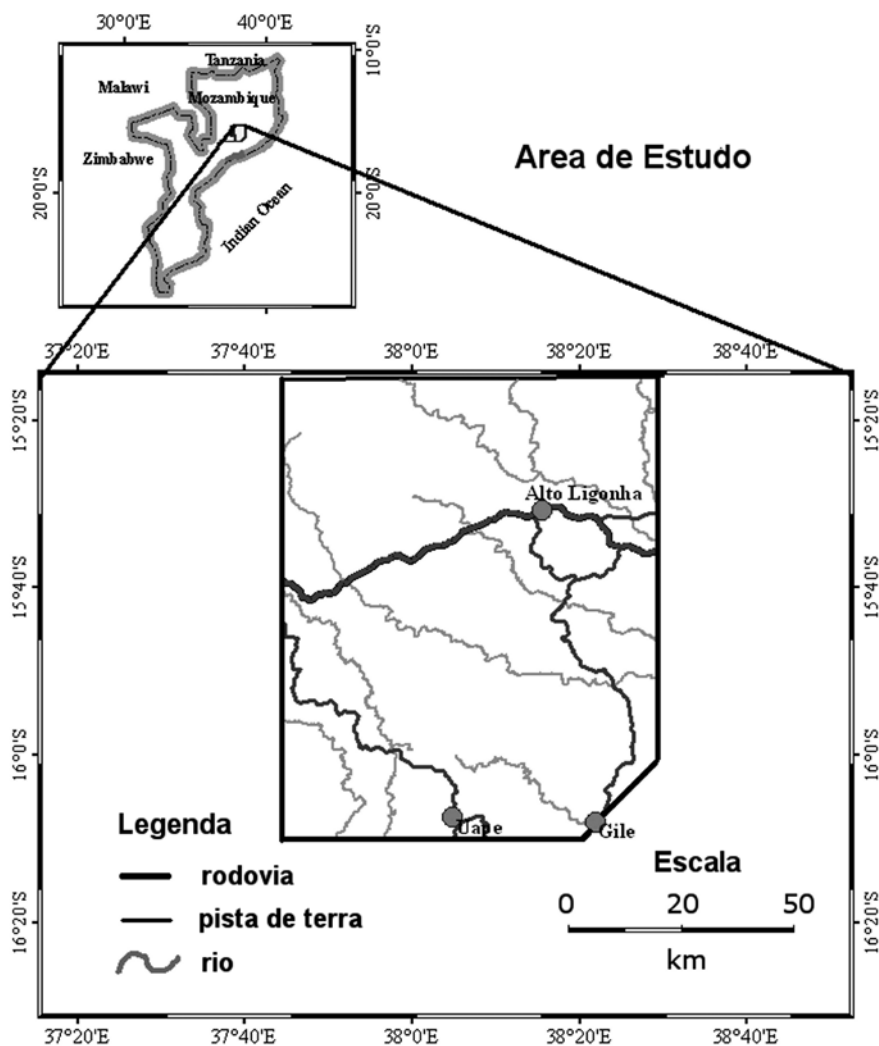 30°0'E 40°0'E
10°0'S
Tanzania
Malawi
Mozambique
Zimbabwe
20°0'S 20°0'S
Indian Ocean
Area de Estudo
37°20'E 37°40'E 38°0'E 38°20'E 38°40'E
15°20'S 15°20'S
Alto Ligonha
15°40'S 15°40'S
16°0'S 16°0'S
Uape
Gile
Legenda
rodovia
pista de terra
rio
Escala
0 20 50
km
16°20'S 16°20'S
37°20'E 37°40'E 38°0'E 38°20'E 38°40'E